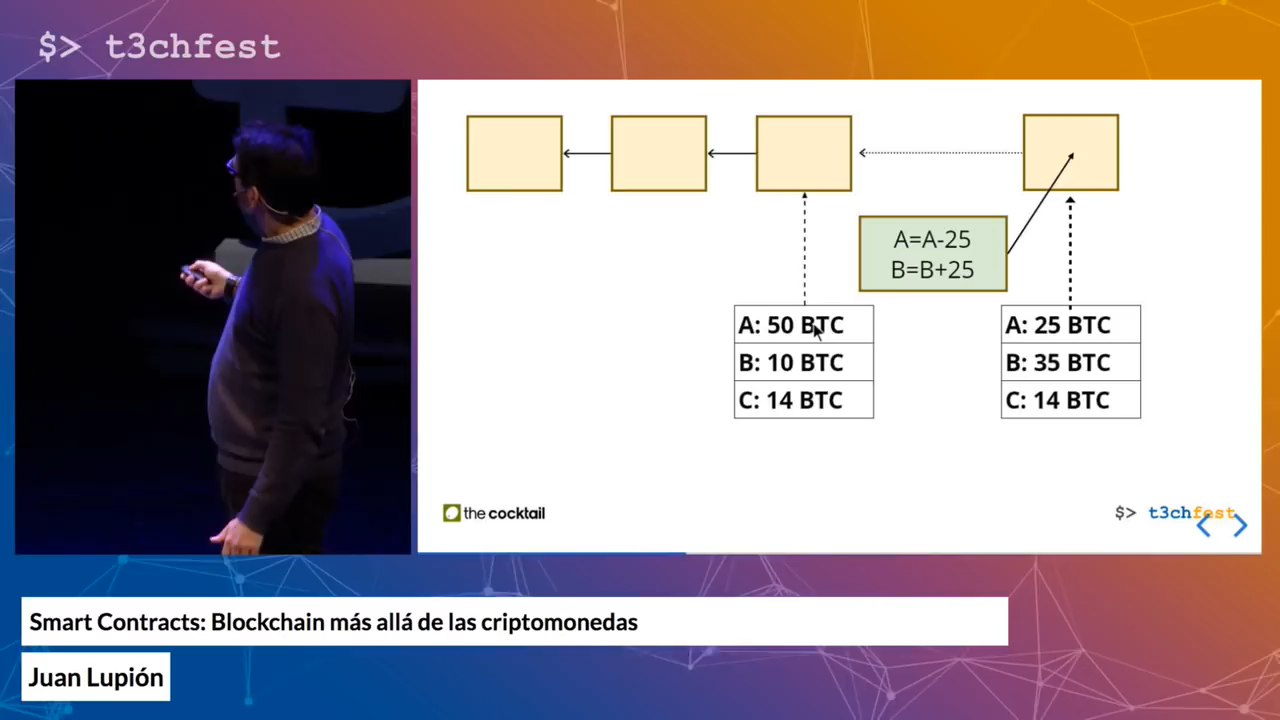 $> t3chfest
A=A-25
B=B+25
A: 50 BTC
B: 10 BTC
C: 14 BTC
A: 25 BTC
B: 35 BTC
C: 14 BTC
the cocktail
$> t3chfest
Smart Contracts: Blockchain más allá de las criptomonedas
Juan Lupión